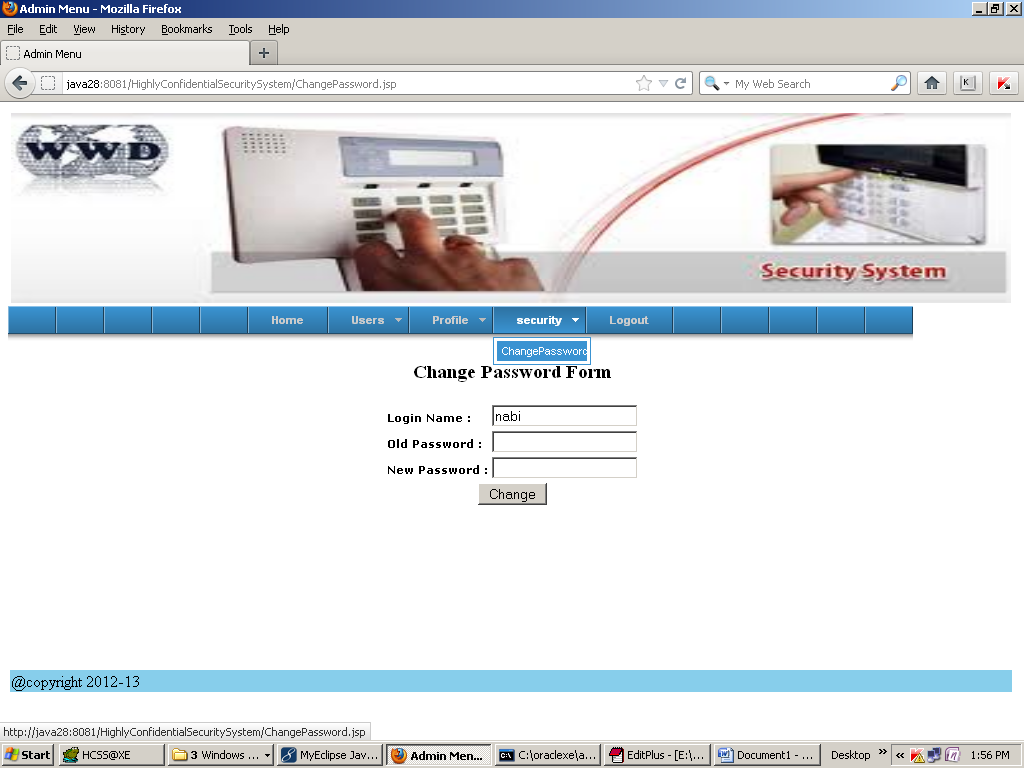 Admin Menu - Mozilla Firefox
File Edit View History Bookmarks Tools Help
Admin Menu
java28:8081/HighlyConfidentialSecuritySystem/ChangePassword.jsp
My Web Search
K
WWD
Security System
Home Users Profile security Logout
ChangePassword
Change Password Form
Login Name : nabi
Old Password :
New Password :
Change
@copyright 2012-13
http://java28:8081/HighlyConfidentialSecuritySystem/ChangePassword.jsp
Start HCSS@XE 3 Windows ... MyEclipse Jav... Admin Men... C:\oraclexe\a... EditPlus - [E:\... Document1 - ... Desktop » « 1:56 PM